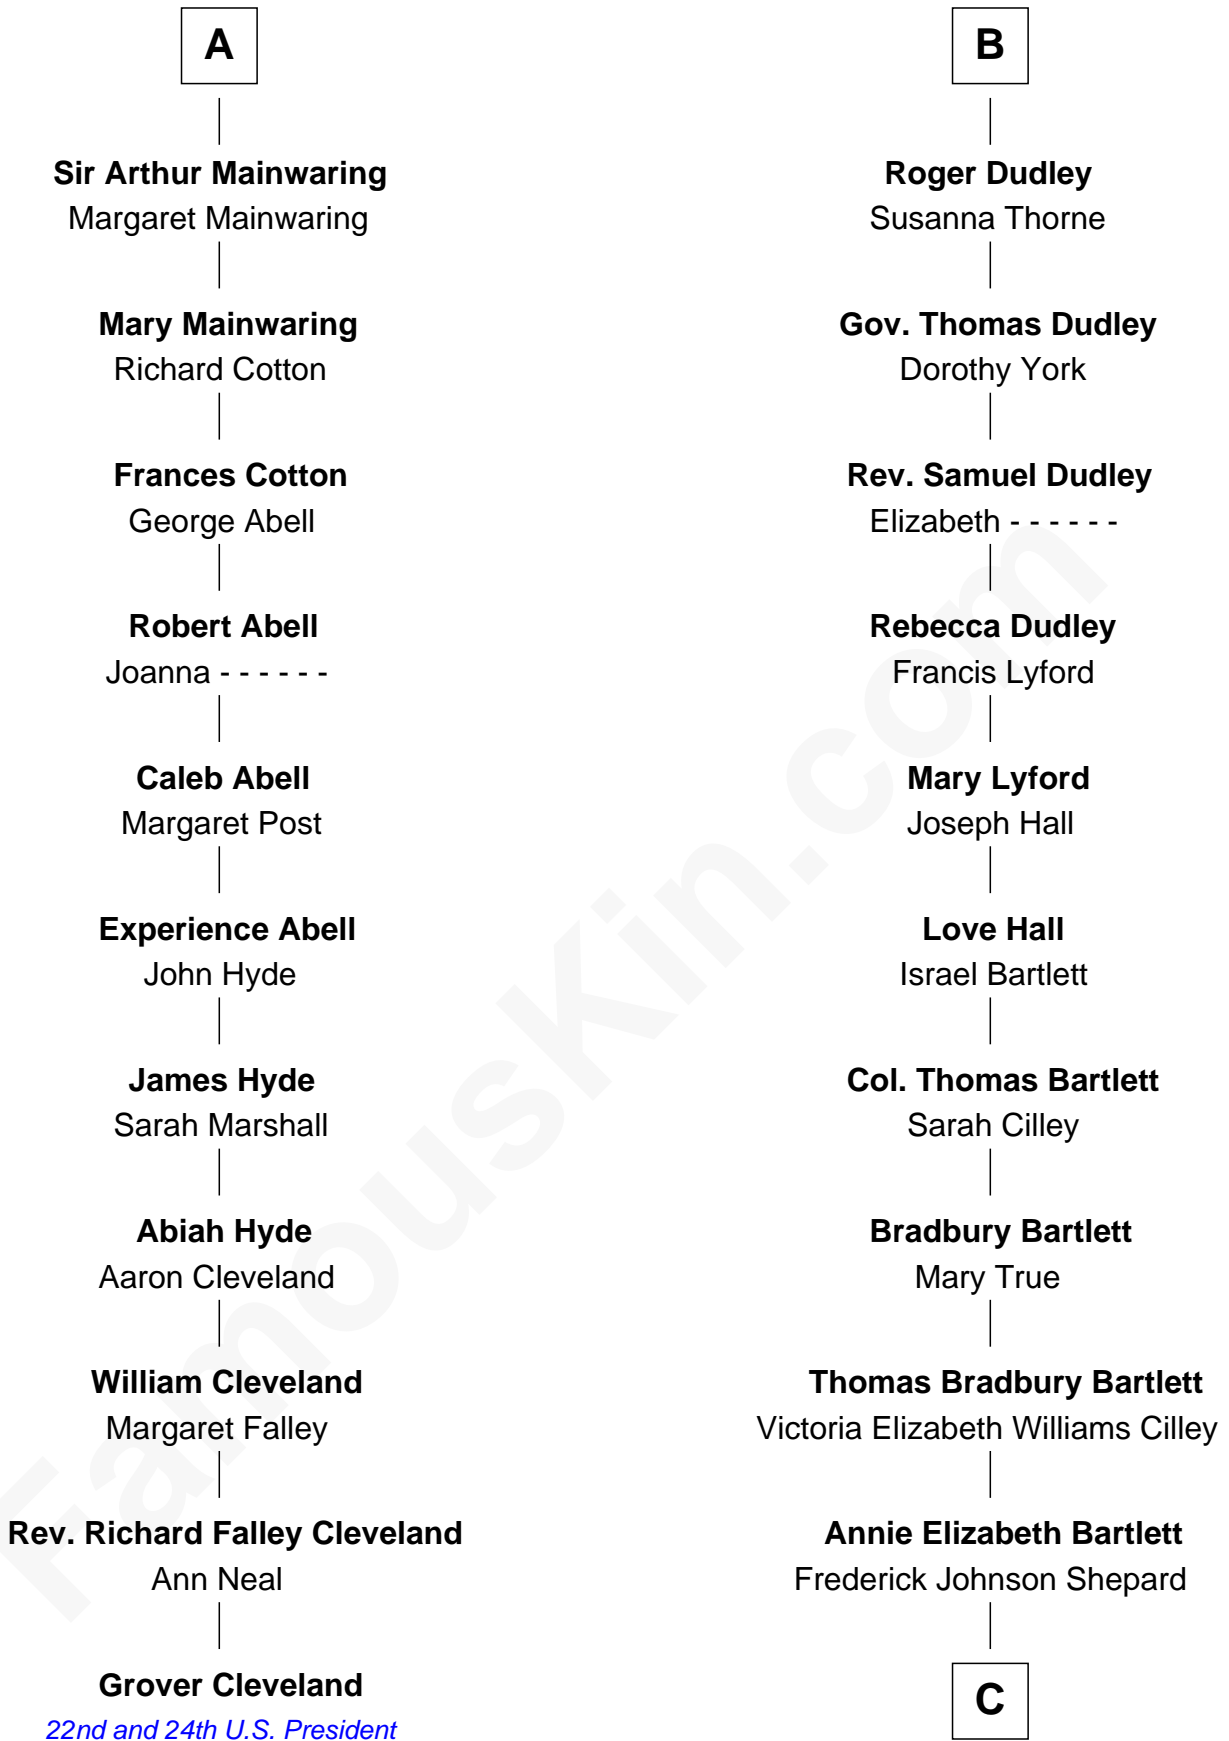 A
Sir Arthur Mainwaring
Margaret Mainwaring
Mary Mainwaring
Richard Cotton
Frances Cotton
George Abell
Robert Abell
Joanna - - - - - -
Caleb Abell
Margaret Post
Experience Abell
John Hyde
James Hyde
Sarah Marshall
Abiah Hyde
Aaron Cleveland
William Cleveland
Margaret Falley
Rev. Richard Falley Cleveland
Ann Neal
Grover Cleveland
22nd and 24th U.S. President
B
Roger Dudley
Susanna Thorne
Gov. Thomas Dudley
Dorothy York
Rev. Samuel Dudley
Elizabeth - - - - - -
Rebecca Dudley
Francis Lyford
Mary Lyford
Joseph Hall
Love Hall
Israel Bartlett
Col. Thomas Bartlett
Sarah Cilley
Bradbury Bartlett
Mary True
Thomas Bradbury Bartlett
Victoria Elizabeth Williams Cilley
Annie Elizabeth Bartlett
Frederick Johnson Shepard
C
FamousKin.com